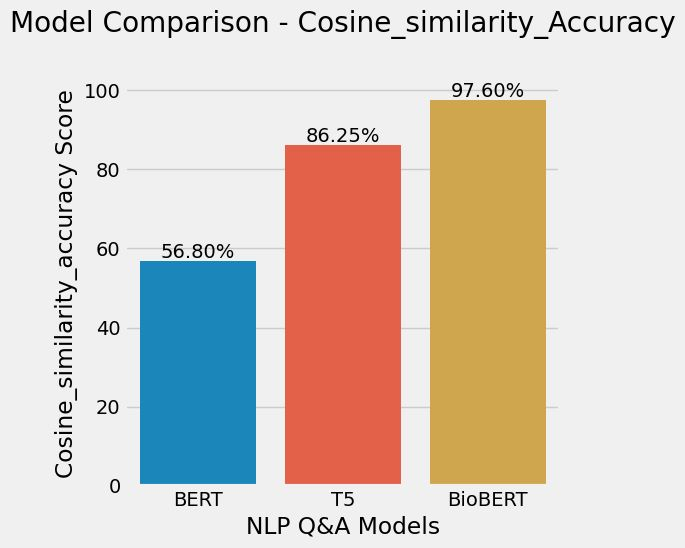 Model Comparison - Cosine_similarity_Accuracy
Cosine_similarity_accuracy Score
100
80
60
40
20
0
56.80%
86.25%
97.60%
BERT
T5
BioBERT
NLP Q&A Models